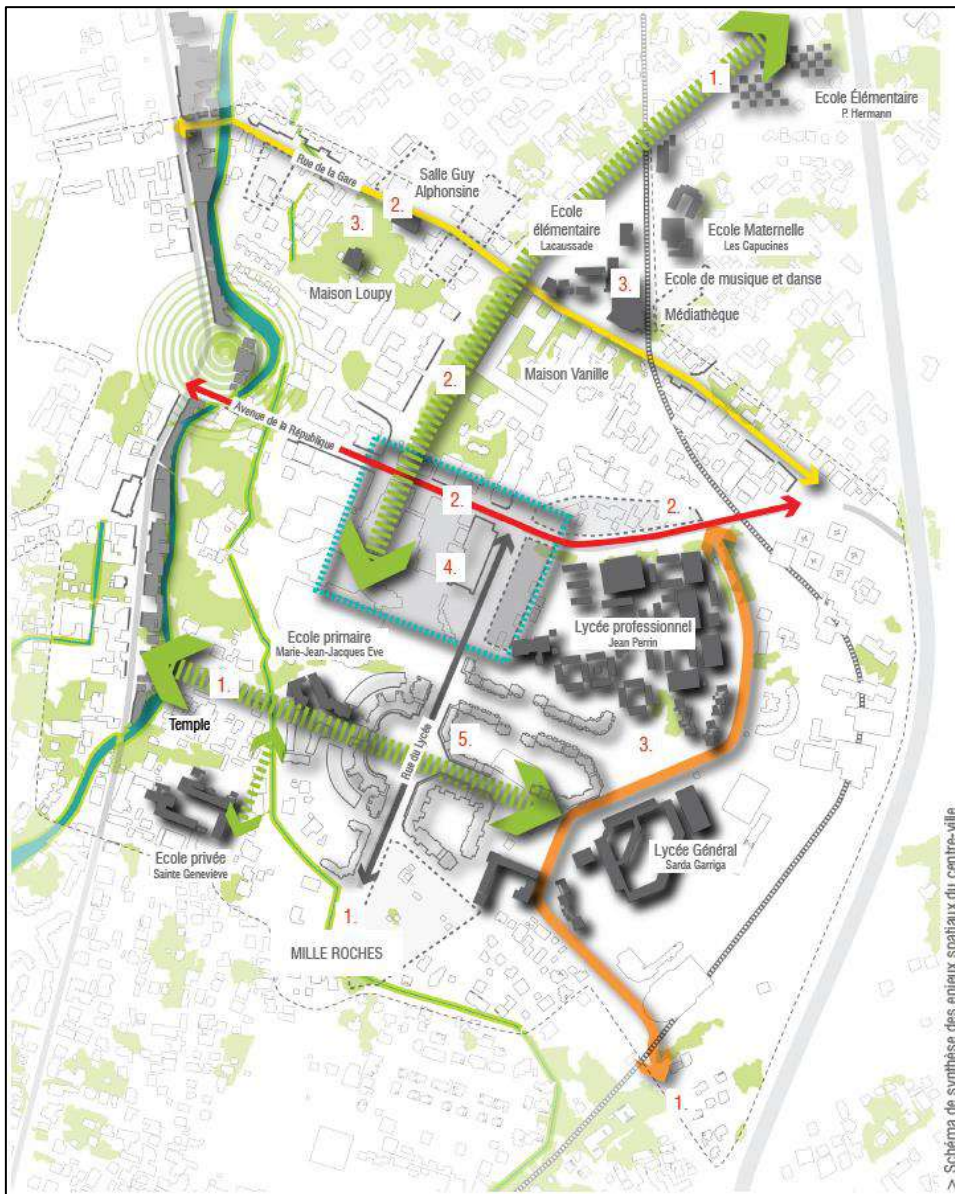 1.
Ecole Élémentaire
P. Hermann
Rue de la Gare
Salle Guy
Alphonsine
2.
3.
Maison Loupy
Ecole
élémentaire
Lacaussade
Ecole Maternelle
Les Capucines
Ecole de musique et danse
3.
Médiathèque
Maison Vanille
2.
Avenue de la République
2.
2.
4.
Lycée professionnel
Jean Perrin
Ecole primaire
Marie-Jean-Jacques Eve
1.
Temple
Rue du Lycée
5.
3.
Ecole privée
Sainte Geneviève
Lycée Général
Sarda Garriga
1.
MILLE ROCHES
1.
> Schéma de synthèse des enjeux spatiaux du centre-ville